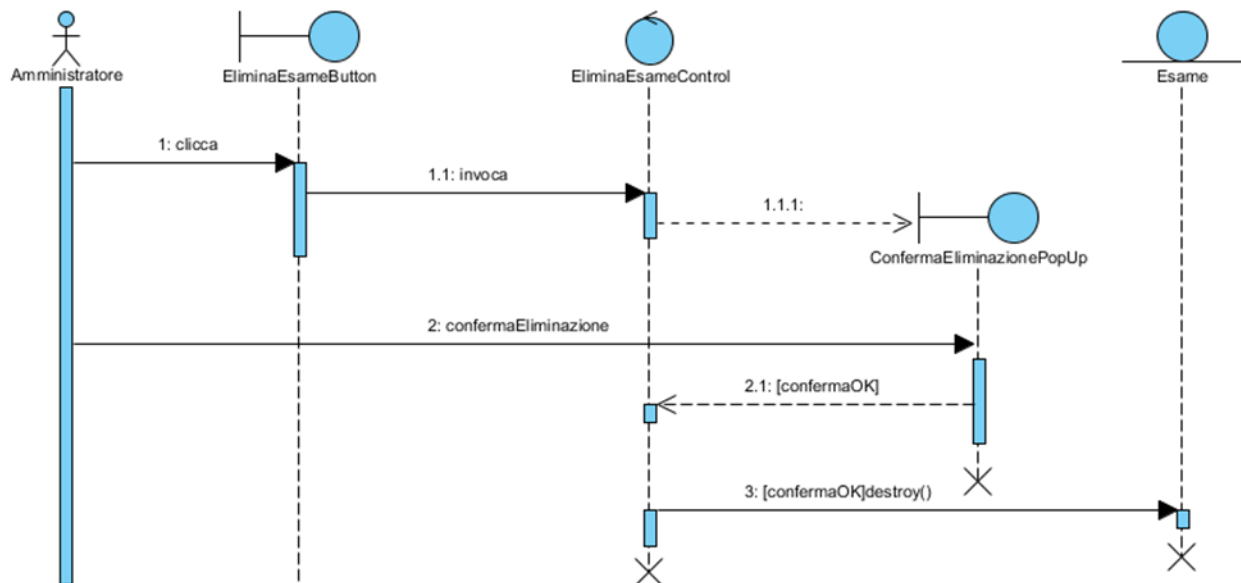 Amministratore
EliminaEsameButton
EliminaEsameControl
Esame
1: clicca
1.1: invoca
1.1.1:
ConfermaEliminazionePopUp
2: confermaEliminazione
2.1: [confermaOK]
3: [confermaOK]destroy()